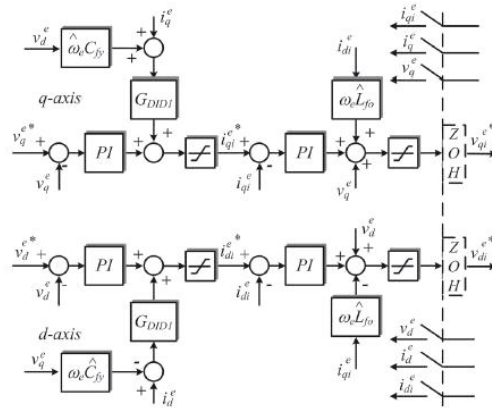 i_q^e
v_d^e
ω̂_e C_fy
+
+
q-axis
G_DID1
i_di^e
ω_e L̂_fo
i_qi^e
i_q^e
v_q^e
v_q^e* + - PI + + i_qi^e* + - PI + + + Z O H v_qi^e*
v_q^e
i_qi^e
v_q^e
v_d^e
v_d^e* + - PI + + i_di^e* + - PI + + - Z O H v_di^e*
v_d^e
i_di^e
G_DID1
ω_e L̂_fo
d-axis
v_q^e
ω_e Ĉ_fy
-
+
i_d^e
i_qi^e
v_d^e
i_d^e
i_di^e